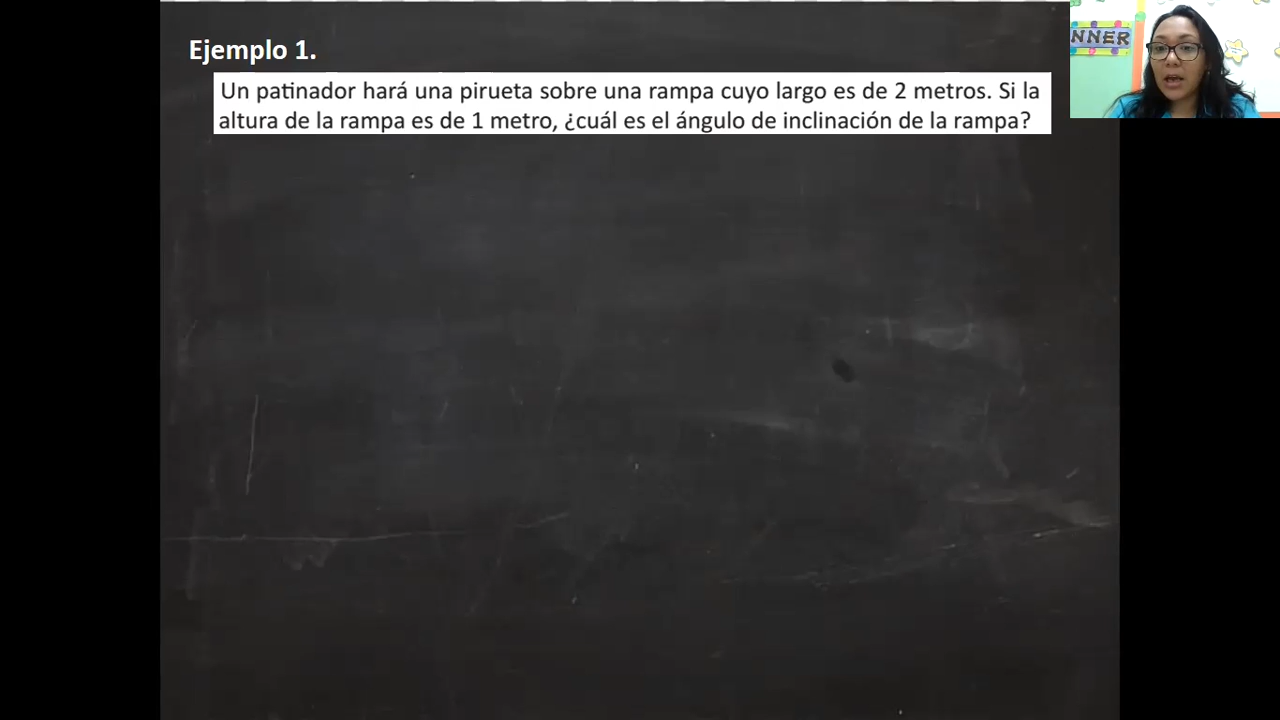 Ejemplo 1.
Un patinador hará una pirueta sobre una rampa cuyo largo es de 2 metros. Si la
altura de la rampa es de 1 metro, ¿cuál es el ángulo de inclinación de la rampa?
NNER